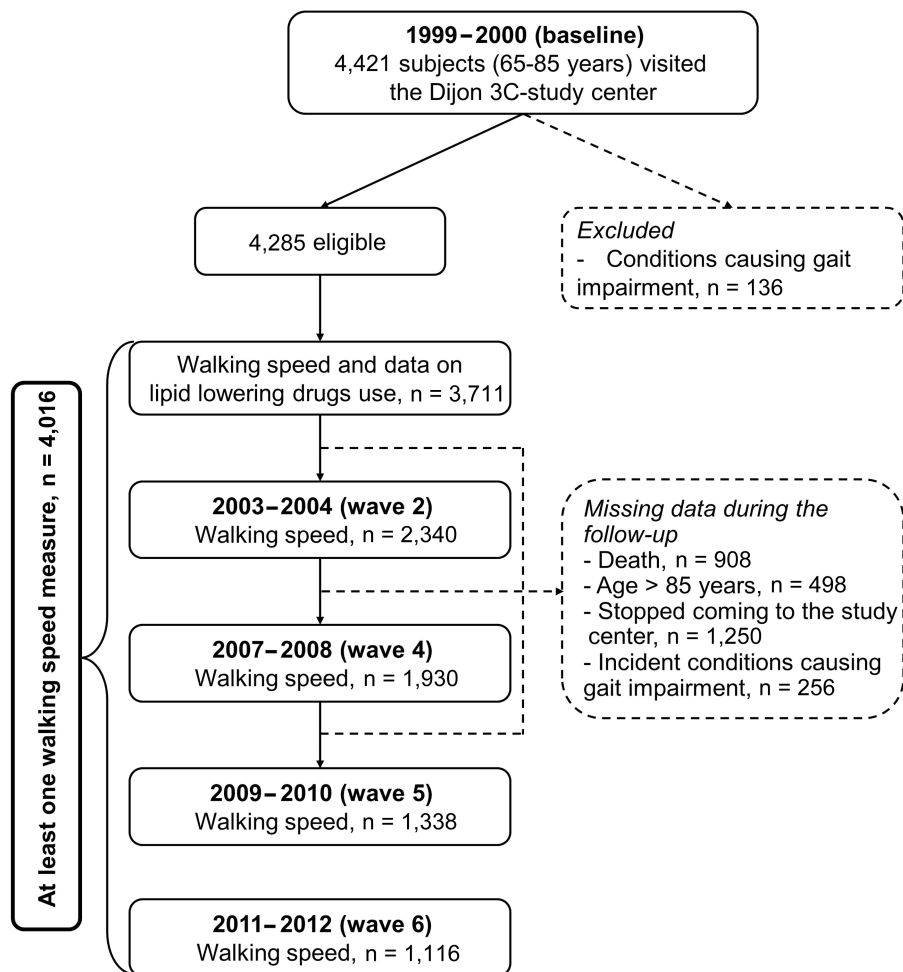 1999–2000 (baseline)
4,421 subjects (65-85 years) visited
the Dijon 3C-study center
4,285 eligible
Excluded
- Conditions causing gait
impairment, n = 136
Walking speed and data on
lipid lowering drugs use, n = 3,711
At least one walking speed measure, n = 4,016
2003–2004 (wave 2)
Walking speed, n = 2,340
Missing data during the
follow-up
- Death, n = 908
- Age > 85 years, n = 498
- Stopped coming to the study
center, n = 1,250
- Incident conditions causing
gait impairment, n = 256
2007–2008 (wave 4)
Walking speed, n = 1,930
2009–2010 (wave 5)
Walking speed, n = 1,338
2011–2012 (wave 6)
Walking speed, n = 1,116